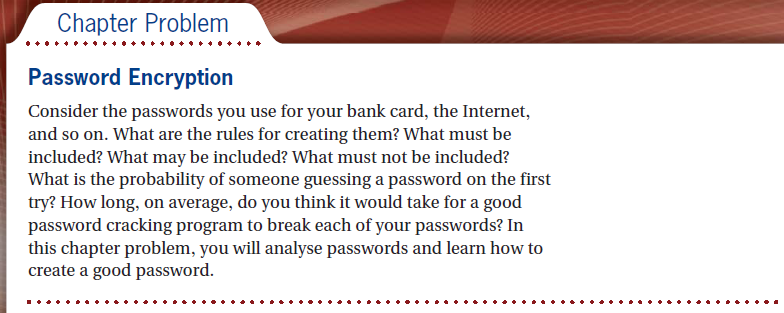 Chapter Problem
Password Encryption
Consider the passwords you use for your bank card, the Internet,
and so on. What are the rules for creating them? What must be
included? What may be included? What must not be included?
What is the probability of someone guessing a password on the first
try? How long, on average, do you think it would take for a good
password cracking program to break each of your passwords? In
this chapter problem, you will analyse passwords and learn how to
create a good password.